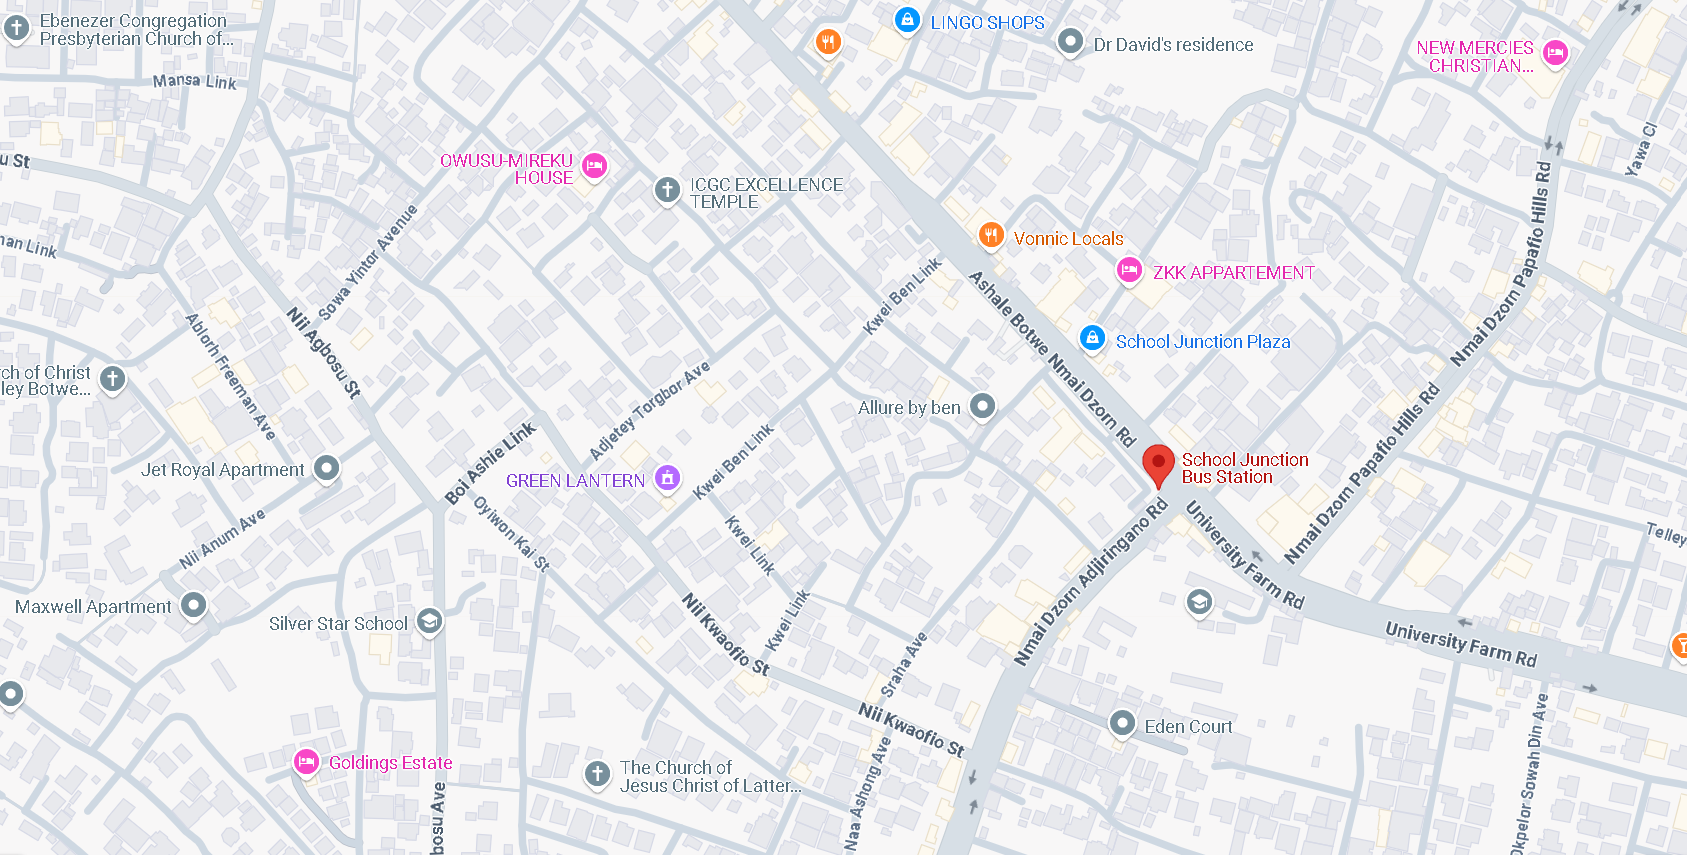 Ebenezer Congregation
Presbyterian Church of...
LINGO SHOPS
Dr David's residence
NEW MERCIES
CHRISTIAN...
Mansa Link
u St
OWUSU-MIREKU
HOUSE
ICGC EXCELLENCE
TEMPLE
Yawa Cl
Nmai Dzorn Papafio Hills Rd
man Link
Sowa Yintor Avenue
Vonnic Locals
ZKK APPARTEMENT
Kwei Ben Link
Ashale Botwe Nmai Dzorn Rd
School Junction Plaza
Nii Agbosu St
Ablorh Freeman Ave
rch of Christ
lley Botwe...
Adjetey Torgbor Ave
Allure by ben
Nmai Dzorn Papafio Hills Rd
Boi Ashie Link
Kwei Ben Link
Jet Royal Apartment
GREEN LANTERN
School Junction
Bus Station
Oyiwon Kai St
Nii Anum Ave
Kwei Link
University Farm Rd
Nmai Dzorn Adjiringano Rd
Telley
Maxwell Apartment
Silver Star School
Nii Kwaofio St
Kwei Link
Sraha Ave
University Farm Rd
Nii Kwaofio St
Eden Court
Goldings Estate
The Church of
Jesus Christ of Latter...
Naa Ashong Ave
bosu Ave
Okpelor Sowah Din Ave